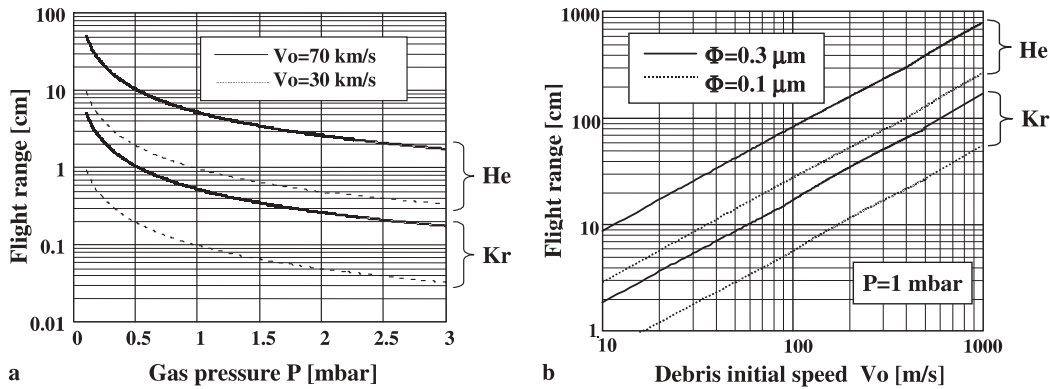 100
10
1
0.1
0.01
Flight range [cm]
Vo=70 km/s
Vo=30 km/s
He
Kr
0 0.5 1 1.5 2 2.5 3
Gas pressure P [mbar]
a
1000
100
10
1
Flight range [cm]
Φ=0.3 µm
Φ=0.1 µm
He
Kr
P=1 mbar
10 100 1000
Debris initial speed Vo [m/s]
b